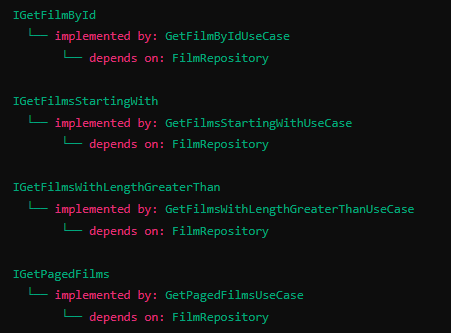 IGetFilmById
└── implemented by: GetFilmByIdUseCase
└── depends on: FilmRepository
IGetFilmsStartingWith
└── implemented by: GetFilmsStartingWithUseCase
└── depends on: FilmRepository
IGetFilmsWithLengthGreaterThan
└── implemented by: GetFilmsWithLengthGreaterThanUseCase
└── depends on: FilmRepository
IGetPagedFilms
└── implemented by: GetPagedFilmsUseCase
└── depends on: FilmRepository